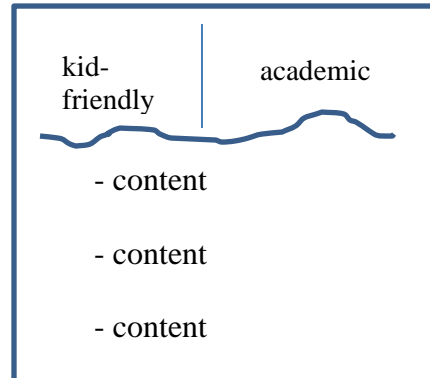 kid-
friendly
academic
- content
- content
- content